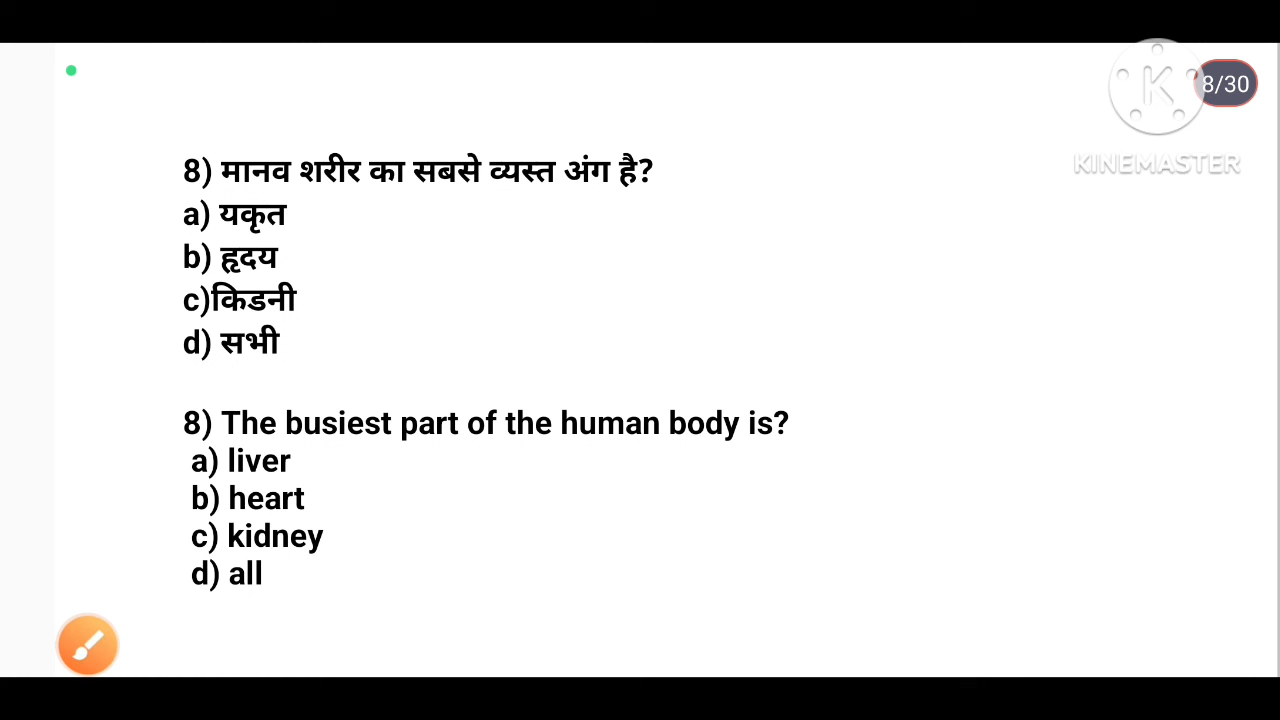 8/30
KINEMASTER
8) मानव शरीर का सबसे व्यस्त अंग है?
a) यकृत
b) हृदय
c)किडनी
d) सभी
8) The busiest part of the human body is?
a) liver
b) heart
c) kidney
d) all